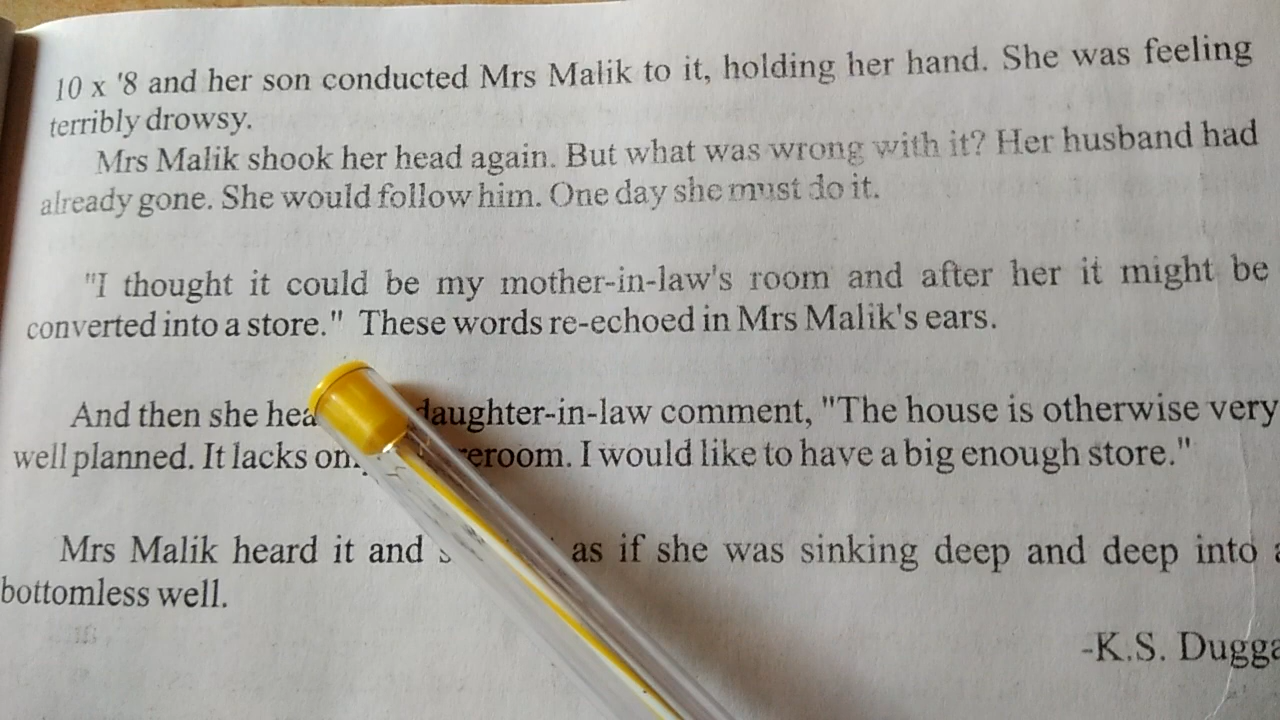 10 x '8 and her son conducted Mrs Malik to it, holding her hand. She was feeling
terribly drowsy.
Mrs Malik shook her head again. But what was wrong with it? Her husband had
already gone. She would follow him. One day she must do it.
"I thought it could be my mother-in-law's room and after her it might be
converted into a store." These words re-echoed in Mrs Malik's ears.
And then she daughter-in-law comment, "The house is otherwise very
well planned. It lacks I would like to have a big enough store."
Mrs Malik heard it and as if she was sinking deep and deep into
bottomless well.
-K.S.